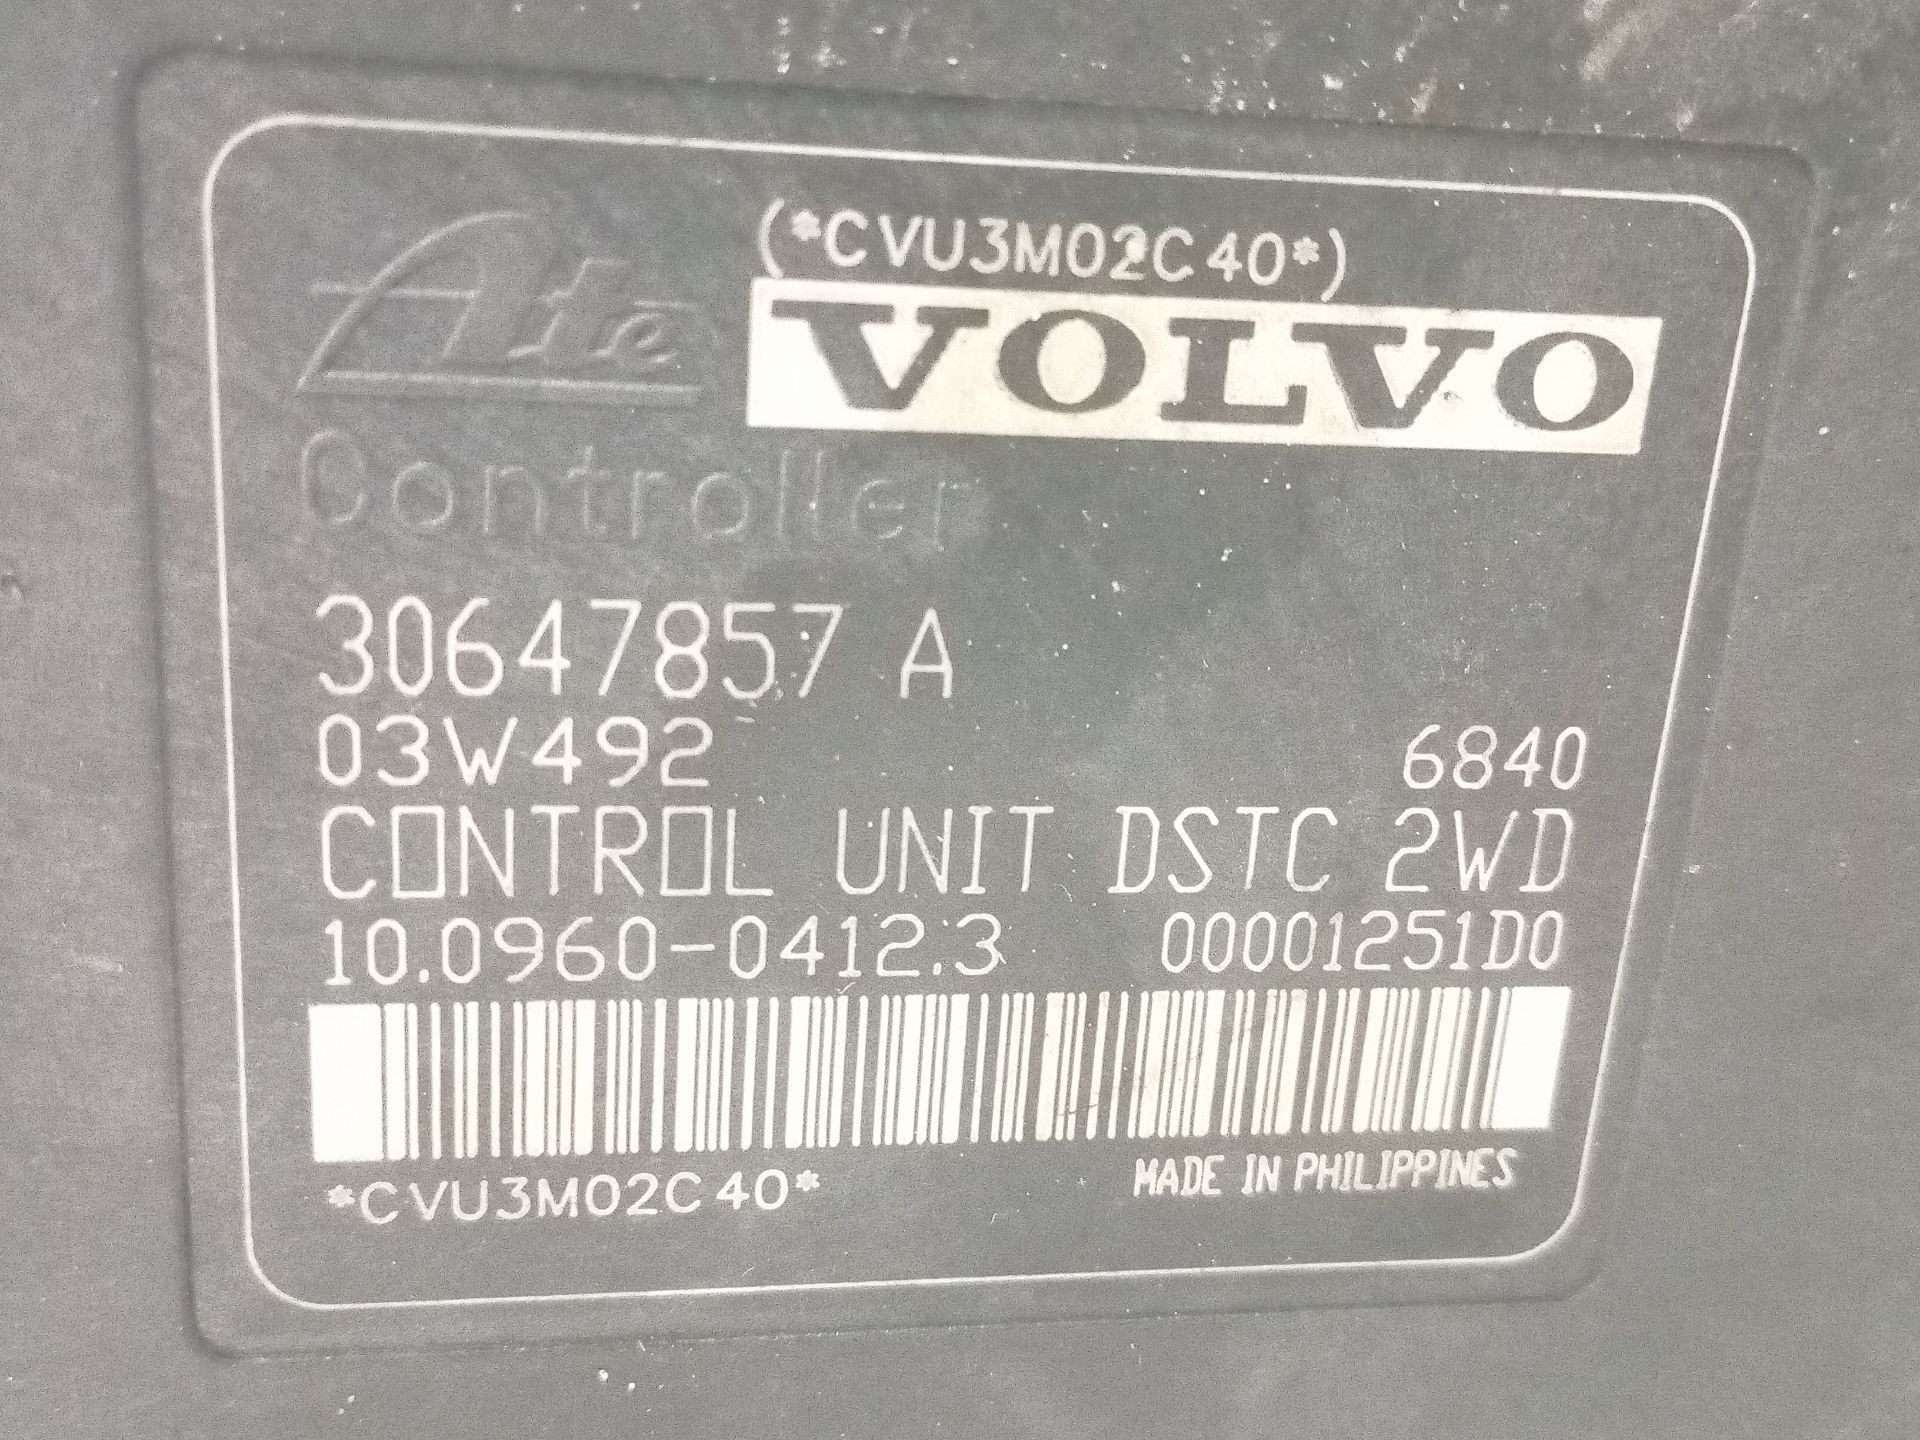 (*CVU3M02C40*)
Ate
VOLVO
Controller
30647857 A
03W492 6840
CONTROL UNIT DSTC 2WD
10.0960-0412.3 00001251D0
*CVU3M02C40*
MADE IN PHILIPPINES